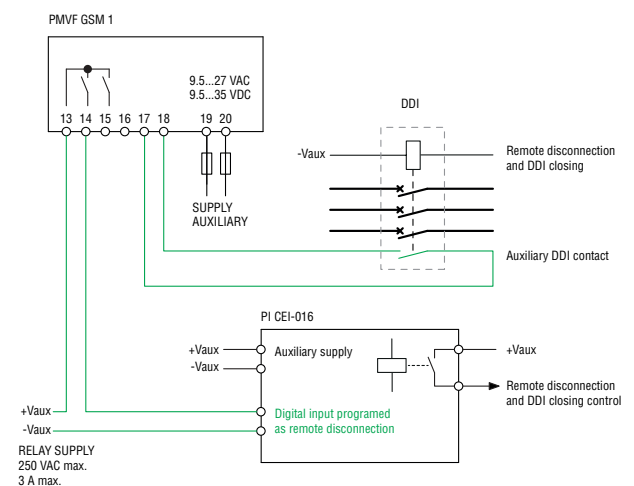 PMVF GSM 1
9.5...27 VAC
9.5...35 VDC
13 14 15 16 17 18 19 20
SUPPLY
AUXILIARY
DDI
-Vaux
Remote disconnection
and DDI closing
Auxiliary DDI contact
PI CEI-016
+Vaux
-Vaux
Auxiliary supply
+Vaux
Remote disconnection
and DDI closing control
Digital input programed
as remote disconnection
+Vaux
-Vaux
RELAY SUPPLY
250 VAC max.
3 A max.